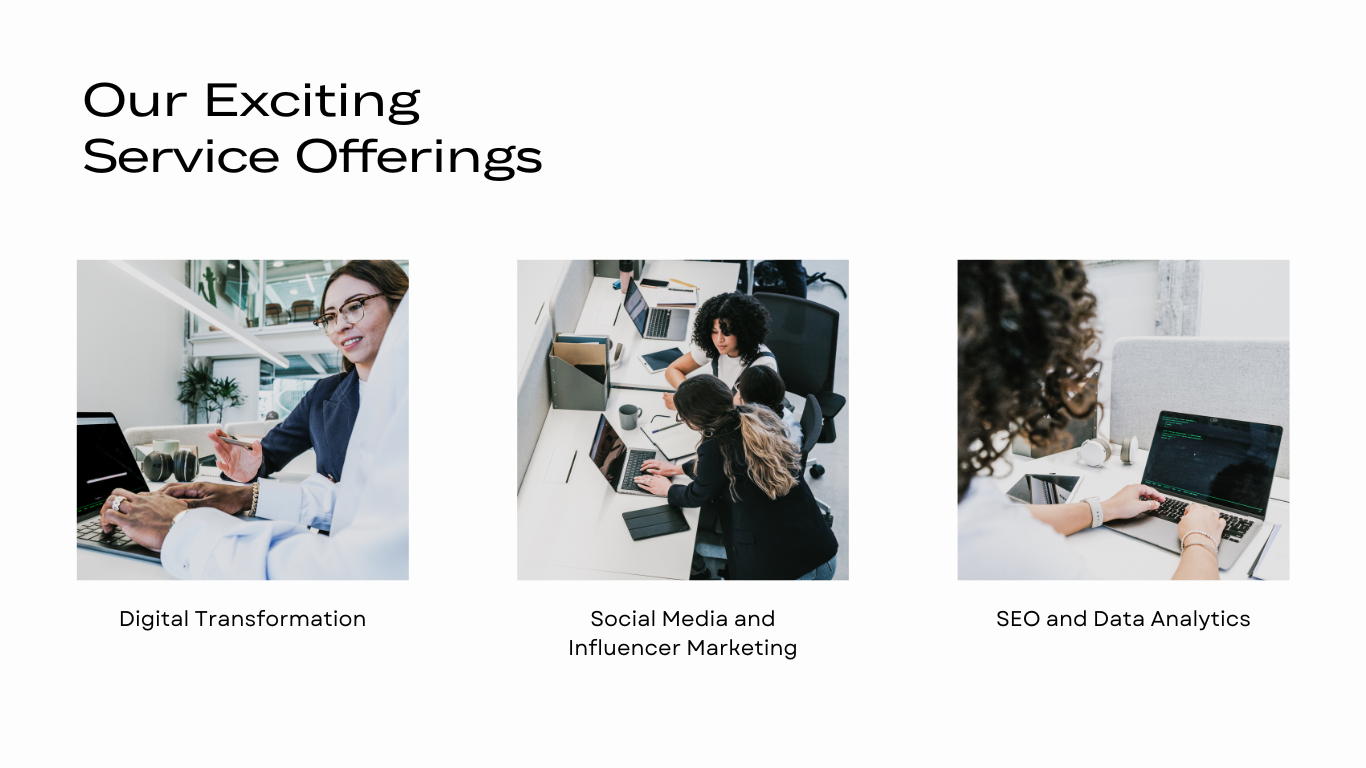 Our Exciting
Service Offerings
Digital Transformation
Social Media and
Influencer Marketing
SEO and Data Analytics